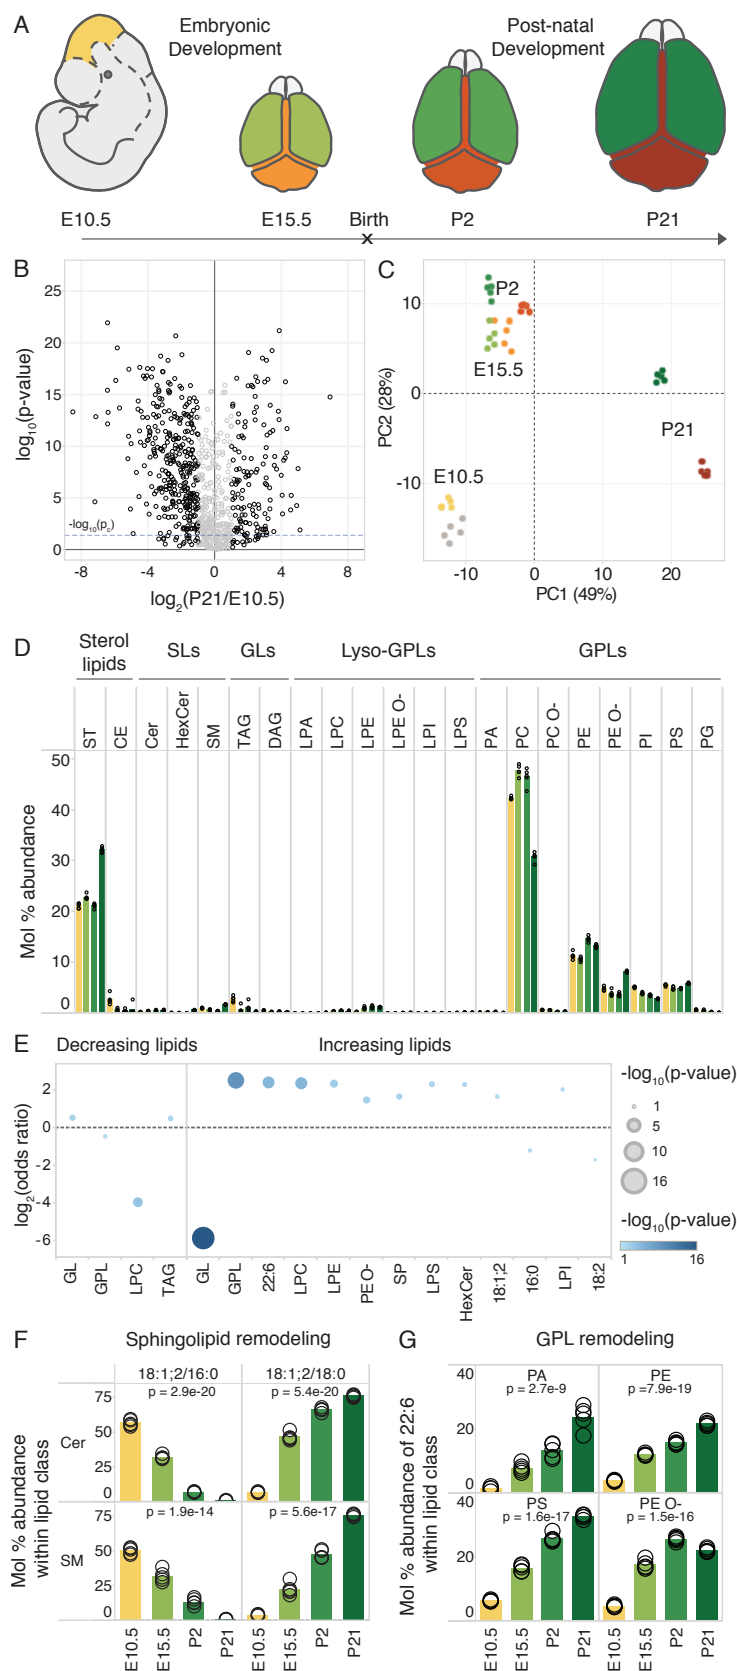 A
Embryonic
Development
Post-natal
Development
E10.5
E15.5
Birth
P2
P21
B
25
20
15
10
5
0
log10(p-value)
-log10(pc)
-8
-4
0
4
8
log2(P21/E10.5)
C
10
0
-10
PC2 (28%)
P2
E15.5
P21
E10.5
-10
0
10
20
PC1 (49%)
D
Sterol
lipids
SLs
GLs
Lyso-GPLs
GPLs
ST
CE
Cer
HexCer
SM
TAG
DAG
LPA
LPC
LPE
LPE O-
LPI
LPS
PA
PC
PC O-
PE
PE O-
PI
PS
PG
Mol % abundance
50
40
30
20
10
0
E
Decreasing lipids
Increasing lipids
log2(odds ratio)
2
0
-2
-4
-6
GL
GPL
LPC
TAG
GL
GPL
22:6
LPC
LPE
PE O-
SP
LPS
HexCer
18:1;2
16:0
LPI
18:2
-log10(p-value)
1
5
10
16
-log10(p-value)
1
16
F
Sphingolipid remodeling
18:1;2/16:0
18:1;2/18:0
Mol % abundance
within lipid class
Cer
75
50
25
0
p = 2.9e-20
p = 5.4e-20
SM
75
50
25
0
p = 1.9e-14
p = 5.6e-17
E10.5
E15.5
P2
P21
E10.5
E15.5
P2
P21
G
GPL remodeling
Mol % abundance of 22:6
within lipid class
40
20
0
PA
p = 2.7e-9
PE
p =7.9e-19
40
20
0
PS
p = 1.6e-17
PE O-
p = 1.5e-16
E10.5
E15.5
P2
P21
E10.5
E15.5
P2
P21